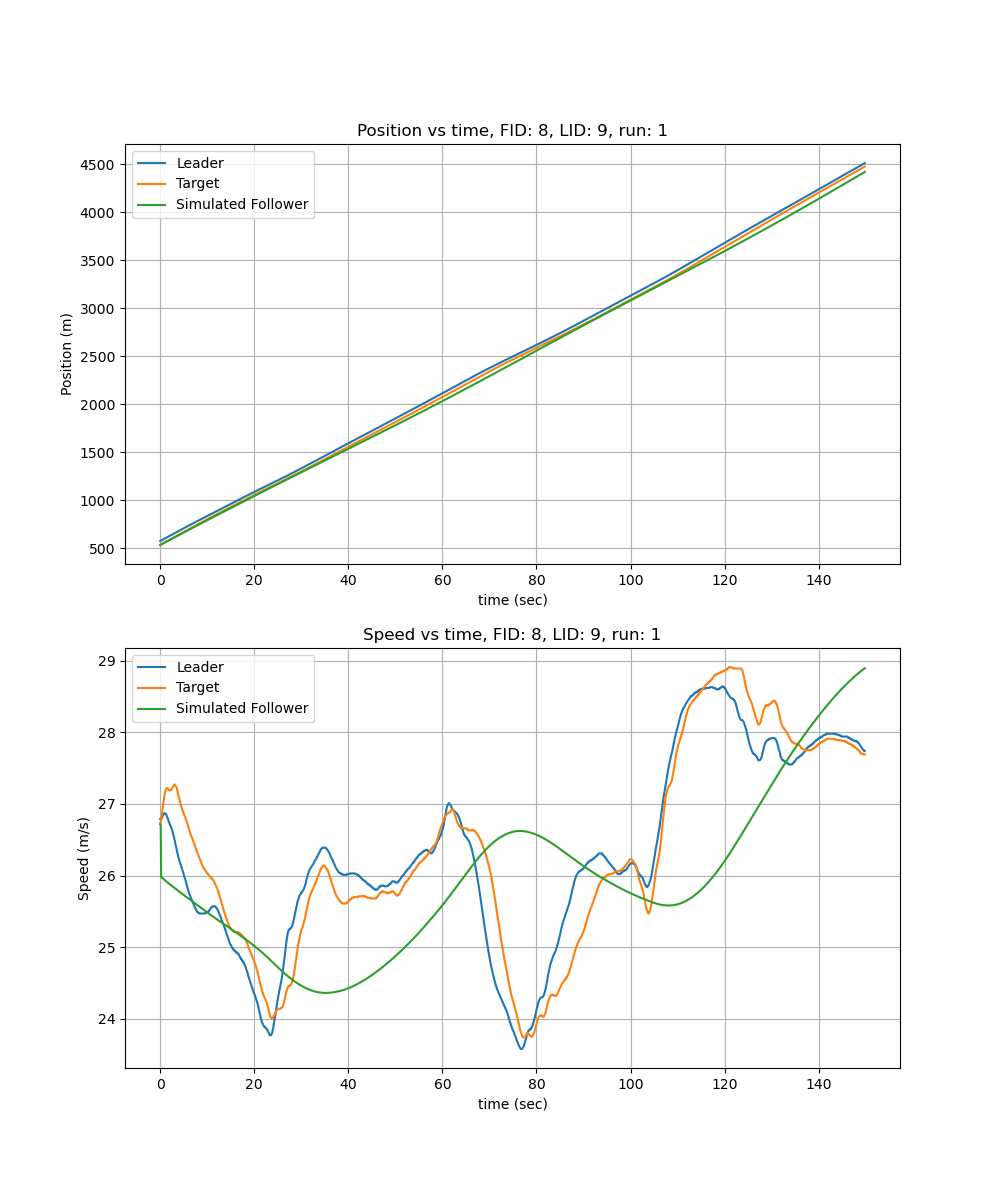 Position vs time, FID: 8, LID: 9, run: 1
Leader
Target
Simulated Follower
4500
4000
3500
3000
2500
2000
1500
1000
500
Position (m)
0 20 40 60 80 100 120 140
time (sec)
Speed vs time, FID: 8, LID: 9, run: 1
Leader
Target
Simulated Follower
29
28
27
26
25
24
Speed (m/s)
0 20 40 60 80 100 120 140
time (sec)